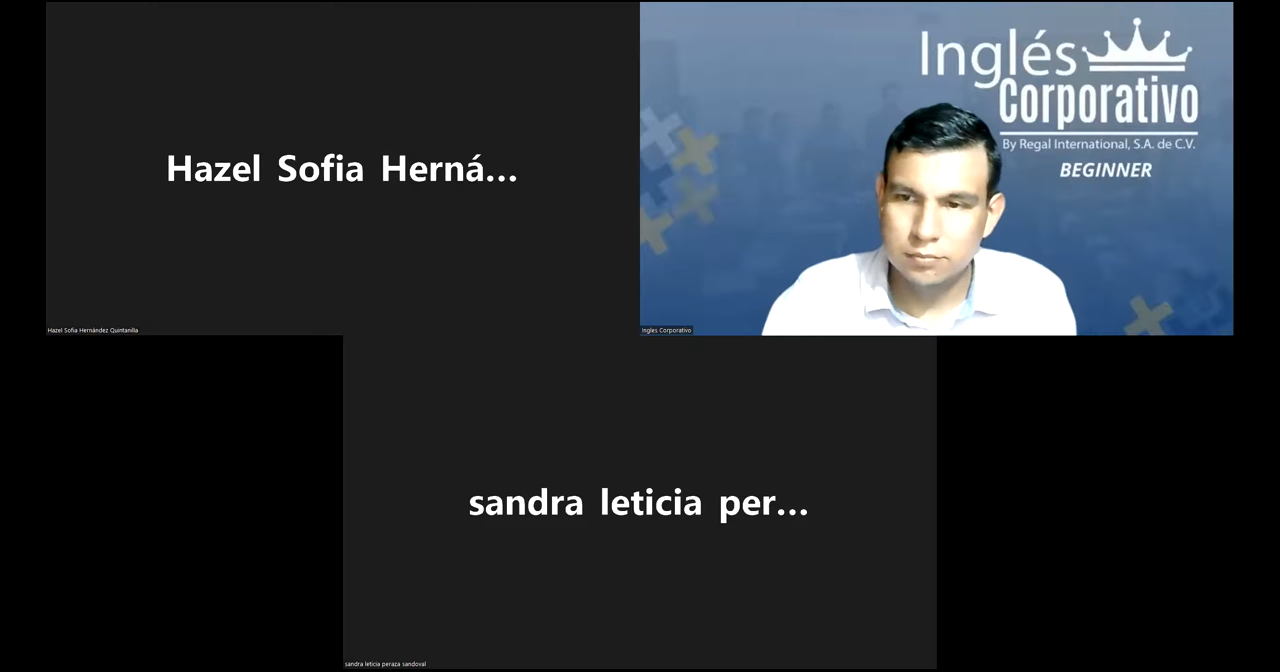 Hazel Sofia Herná...
Hazel Sofia Hernández Quintanilla
Inglés
Corporativo
By Regal International, S.A. de C.V.
BEGINNER
Ingles Corporativo
sandra leticia per...
sandra leticia peraza sandoval